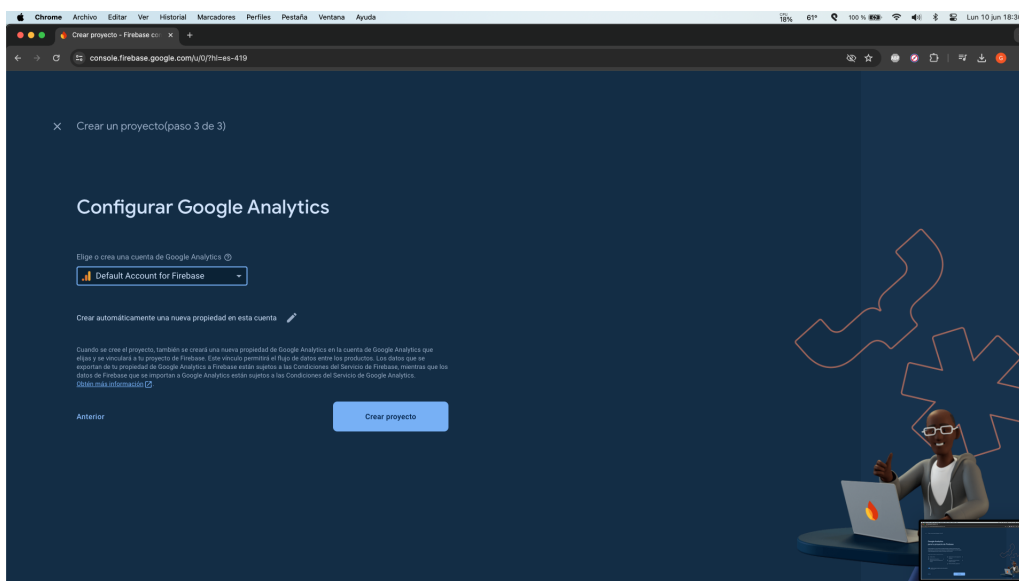 Chrome Archivo Editar Ver Historial Marcadores Perfiles Pestaña Ventana Ayuda
CPU
18% 61° 100 % Lun 10 jun 18:3
Crear proyecto - Firebase con
console.firebase.google.com/u/0/?hl=es-419
Crear un proyecto(paso 3 de 3)
Configurar Google Analytics
Elige o crea una cuenta de Google Analytics
Default Account for Firebase
Crear automáticamente una nueva propiedad en esta cuenta
Cuando se cree el proyecto, también se creará una nueva propiedad de Google Analytics en la cuenta de Google Analytics que
elijas y se vinculará a tu proyecto de Firebase. Este vínculo permitirá el flujo de datos entre los productos. Los datos que se
exportan de tu propiedad de Google Analytics a Firebase están sujetos a las Condiciones del Servicio de Firebase, mientras que los
datos de Firebase que se importan a Google Analytics están sujetos a las Condiciones del Servicio de Google Analytics.
Obtén más información
Anterior Crear proyecto